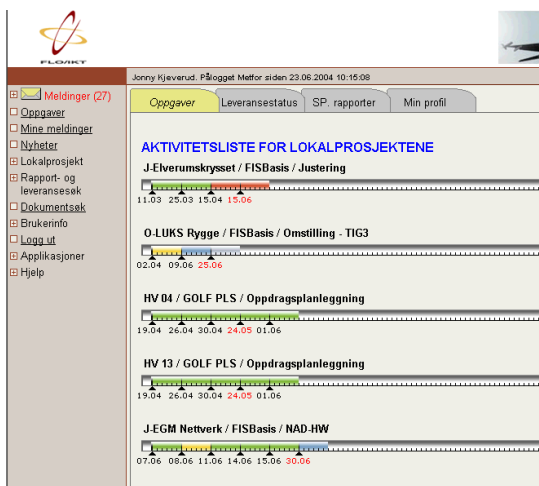 FLO/IKT
Jonny Kjeverud. Pålogget Metfor siden 23.06.2004 10:15:08
Meldinger (27)
Oppgaver
Mine meldinger
Nyheter
Lokalprosjekt
Rapport- og
leveransesøk
Dokumentsøk
Brukerinfo
Logg ut
Applikasjoner
Hjelp
Oppgaver Leveransestatus SP. rapporter Min profil
AKTIVITETSLISTE FOR LOKALPROSJEKTENE
J-Elverumskrysset / FISBasis / Justering
11.03 25.03 15.04 15.06
O-LUKS Rygge / FISBasis / Omstilling - TIG3
02.04 09.06 25.06
HV 04 / GOLF PLS / Oppdragsplanleggning
19.04 26.04 30.04 24.05 01.06
HV 13 / GOLF PLS / Oppdragsplanleggning
19.04 26.04 30.04 24.05 01.06
J-EGM Nettverk / FISBasis / NAD-HW
07.06 08.06 11.06 14.06 15.06 30.06